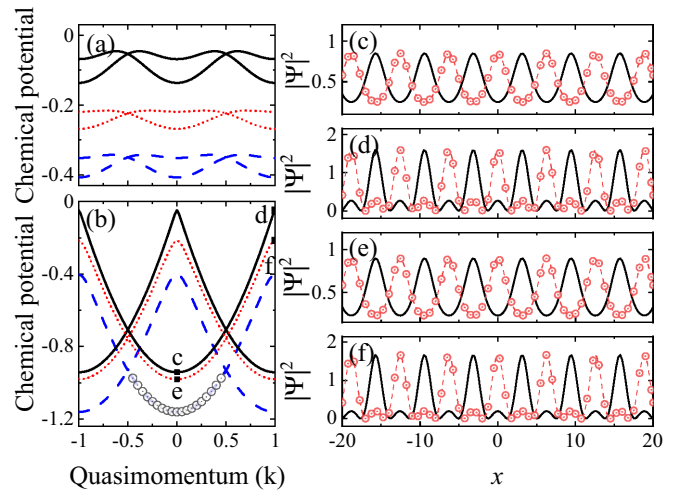 (a)
0
-0.2
-0.4
Chemical potential
(b)
0
-0.4
-0.8
-1.2
Chemical potential
d
f
c
e
-1
-0.5
0
0.5
1
Quasimomentum (k)
(c)
1
0.5
|Ψ|²
(d)
2
1
0
|Ψ|²
(e)
1
0.5
|Ψ|²
(f)
2
1
0
|Ψ|²
-20
-10
0
10
20
x